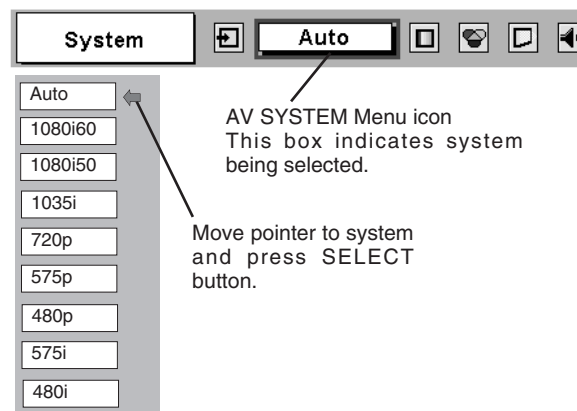 System
Auto
Auto
1080i60
1080i50
1035i
720p
575p
480p
575i
480i
AV SYSTEM Menu icon
This box indicates system
being selected.
Move pointer to system
and press SELECT
button.